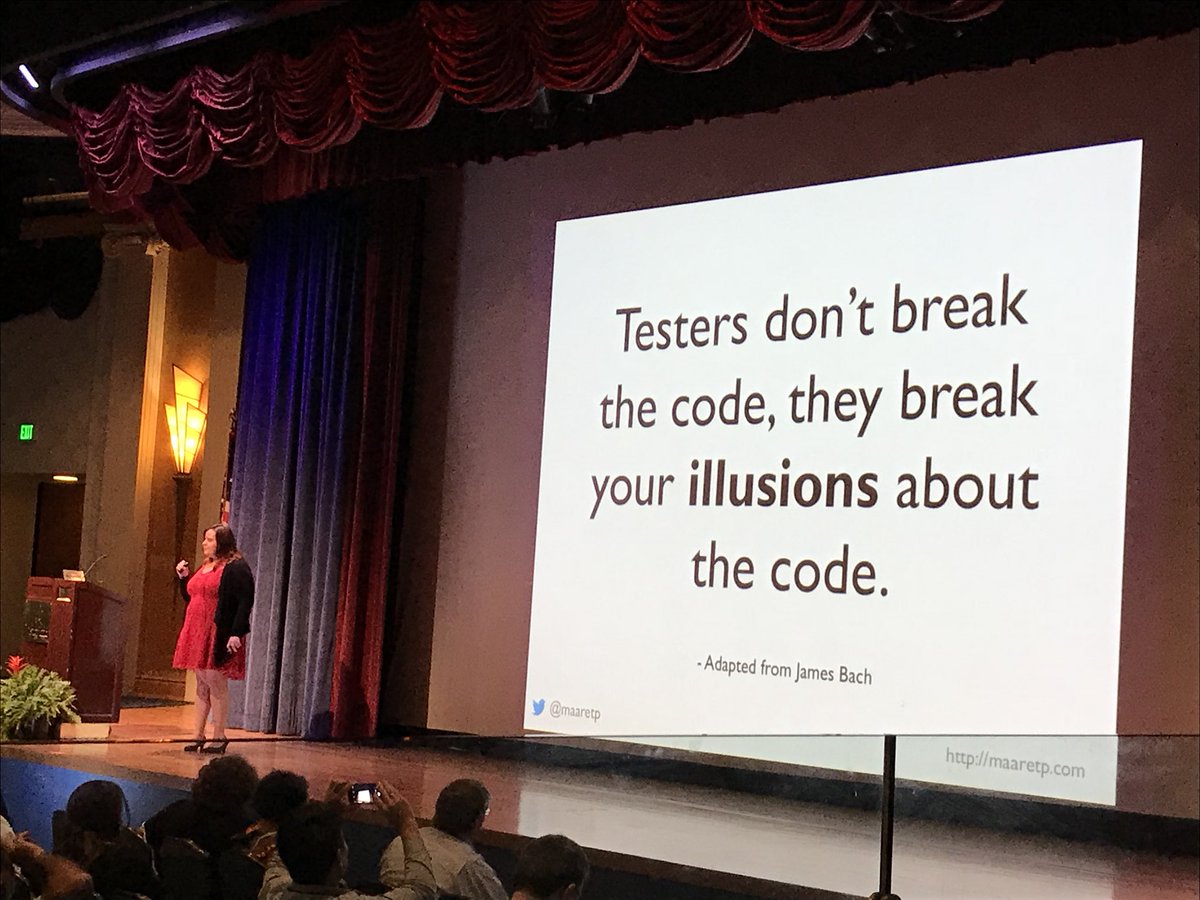 Testers don't break
the code, they break
your illusions about
the code.
- Adapted from James Bach
@maaretp
http://maaretp.com
EXIT